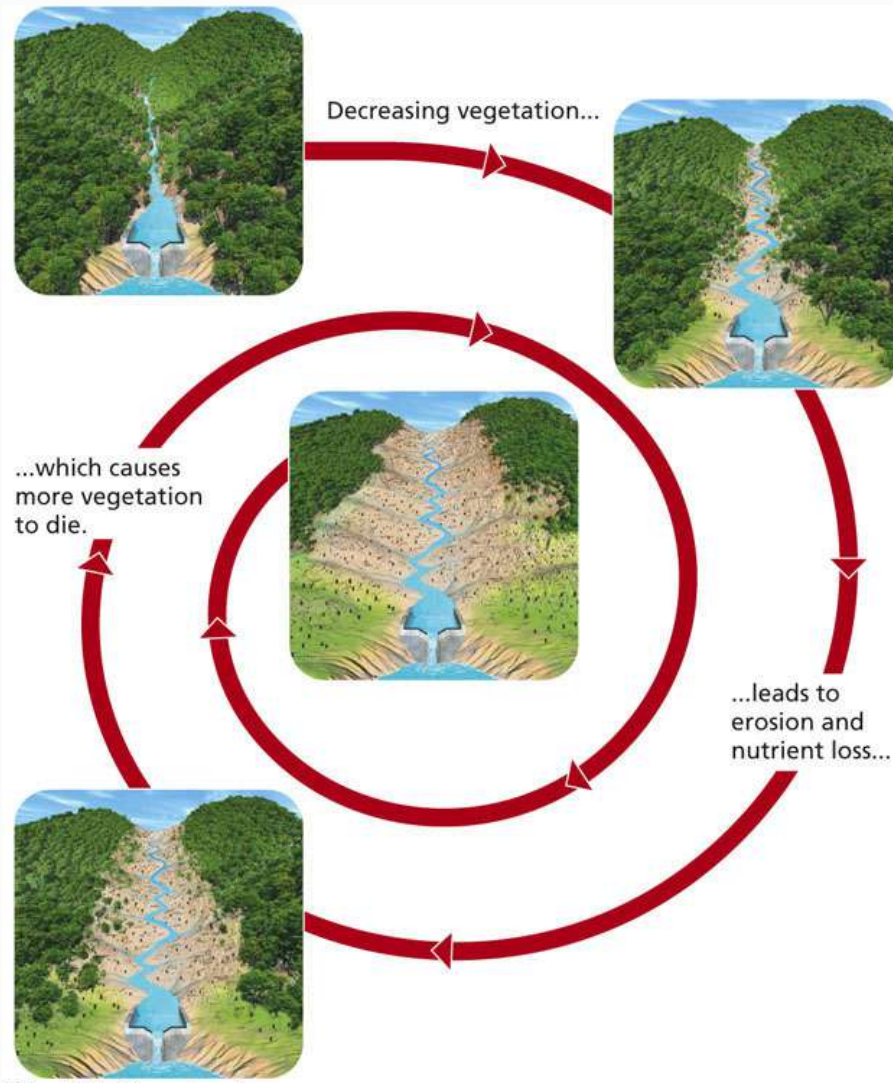 Decreasing vegetation...
...leads to
erosion and
nutrient loss...
...which causes
more vegetation
to die.